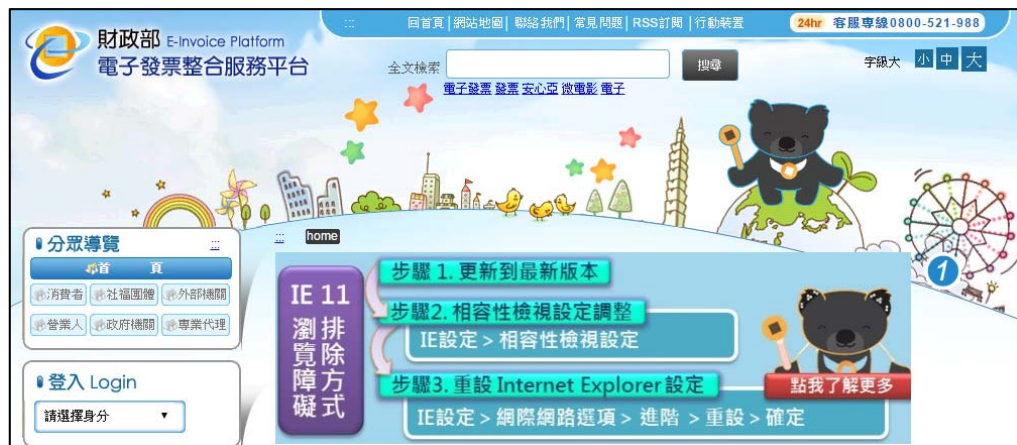 :::
回首頁|網站地圖| 聯絡我們| 常見問題|RSS訂閱 |行動裝置
24hr 客服專線0800-521-988
財政部 E-Invoice Platform
電子發票整合服務平台
全文檢索
搜尋
字級大 小 中 大
電子發票 發票 安心亞 微電影 電子
分眾導覽
:::
首 頁
消費者 社福團體 外部機關
營業人 政府機關 專業代理
登入 Login
請選擇身分
::: home
IE 11
瀏覽障礙
排除方式
步驟 1. 更新到最新版本
步驟2. 相容性檢視設定調整
IE設定 > 相容性檢視設定
步驟3. 重設 Internet Explorer 設定
IE設定 > 網際網路選項 > 進階 > 重設 > 確定
點我了解更多
1